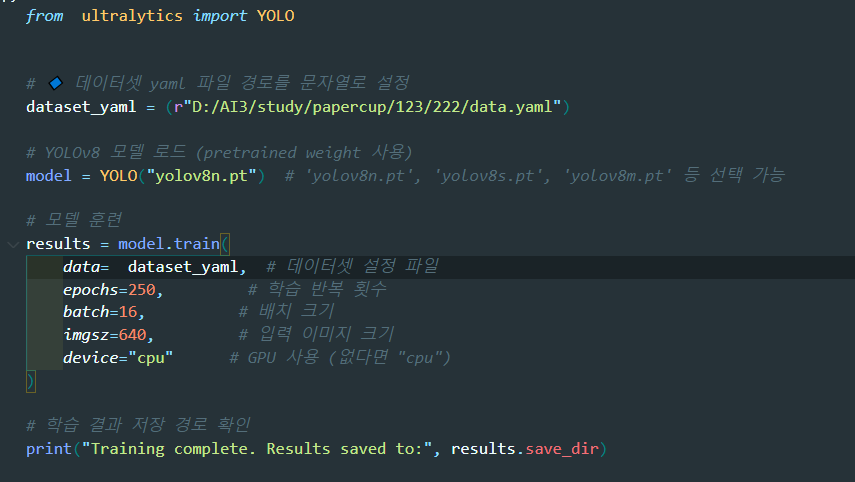 from  ultralytics import YOLO
# 🔹 데이터셋 yaml 파일 경로를 문자열로 설정
dataset_yaml = (r"D:/AI3/study/papercup/123/222/data.yaml")
# YOLOv8 모델 로드 (pretrained weight 사용)
model = YOLO("yolov8n.pt")  # 'yolov8n.pt', 'yolov8s.pt', 'yolov8m.pt' 등 선택 가능
# 모델 훈련
results = model.train(
    data=  dataset_yaml,  # 데이터셋 설정 파일
    epochs=250,         # 학습 반복 횟수
    batch=16,          # 배치 크기
    imgsz=640,         # 입력 이미지 크기
    device="cpu"      # GPU 사용 (없다면 "cpu")
)
# 학습 결과 저장 경로 확인
print("Training complete. Results saved to:", results.save_dir)